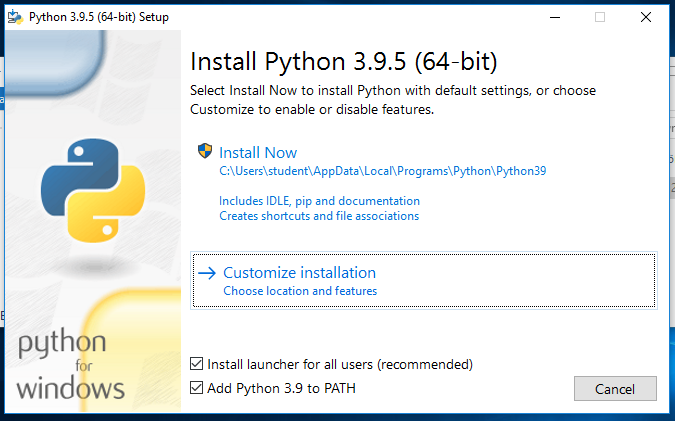 Python 3.9.5 (64-bit) Setup
Install Python 3.9.5 (64-bit)
Select Install Now to install Python with default settings, or choose
Customize to enable or disable features.
Install Now
C:\Users\student\AppData\Local\Programs\Python\Python39
Includes IDLE, pip and documentation
Creates shortcuts and file associations
Customize installation
Choose location and features
python
for
windows
Install launcher for all users (recommended)
Add Python 3.9 to PATH
Cancel